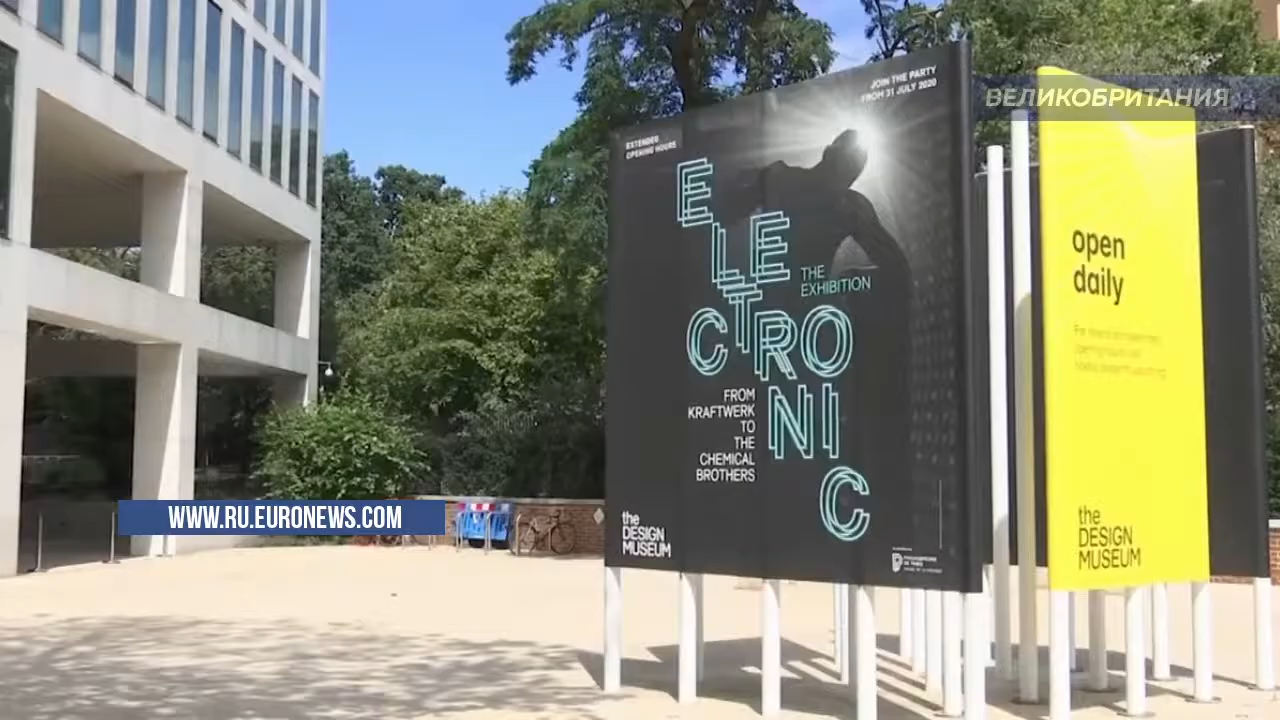 ВЕЛИКОБРИТАНИЯ
JOIN THE PARTY
FROM 31 JULY 2020
EXTENDED
OPENING HOURS
ELECTRONIC
THE
EXHIBITION
FROM
KRAFTWERK
TO
THE
CHEMICAL
BROTHERS
the
DESIGN
MUSEUM
open
daily
the
DESIGN
MUSEUM
WWW.RU.EURONEWS.COM